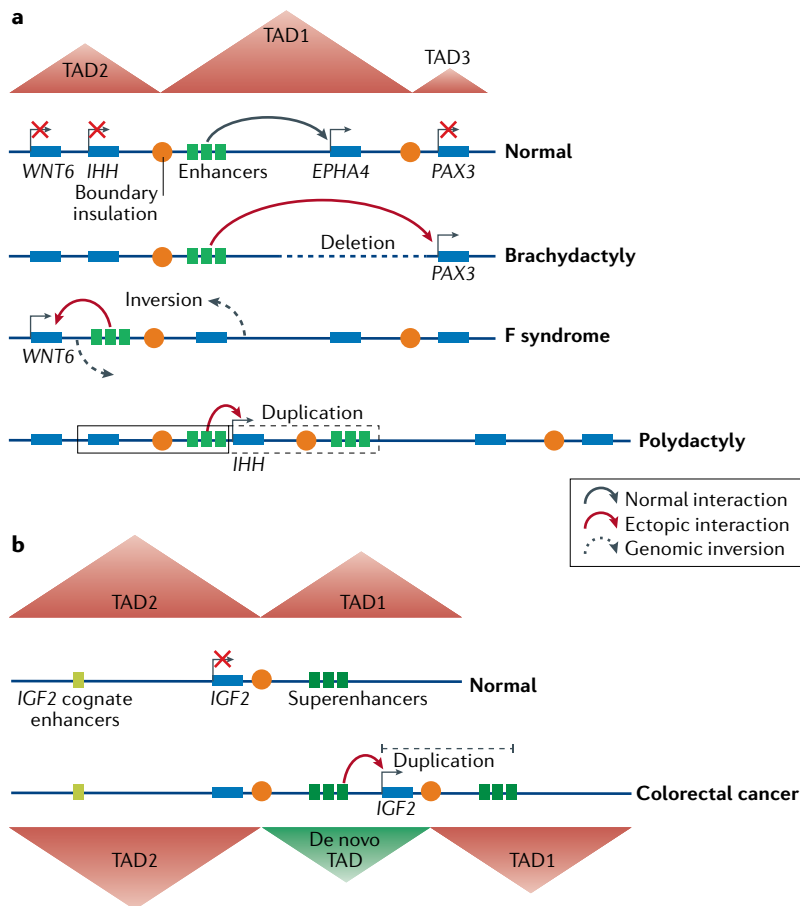 a
TAD2
TAD1
TAD3
WNT6
IHH
Enhancers
EPHA4
PAX3
Normal
Boundary
insulation
Deletion
PAX3
Brachydactyly
Inversion
WNT6
F syndrome
Duplication
IHH
Polydactyly
Normal interaction
Ectopic interaction
Genomic inversion
b
TAD2
TAD1
IGF2 cognate
enhancers
IGF2
Superenhancers
Normal
Duplication
IGF2
Colorectal cancer
TAD2
De novo
TAD
TAD1